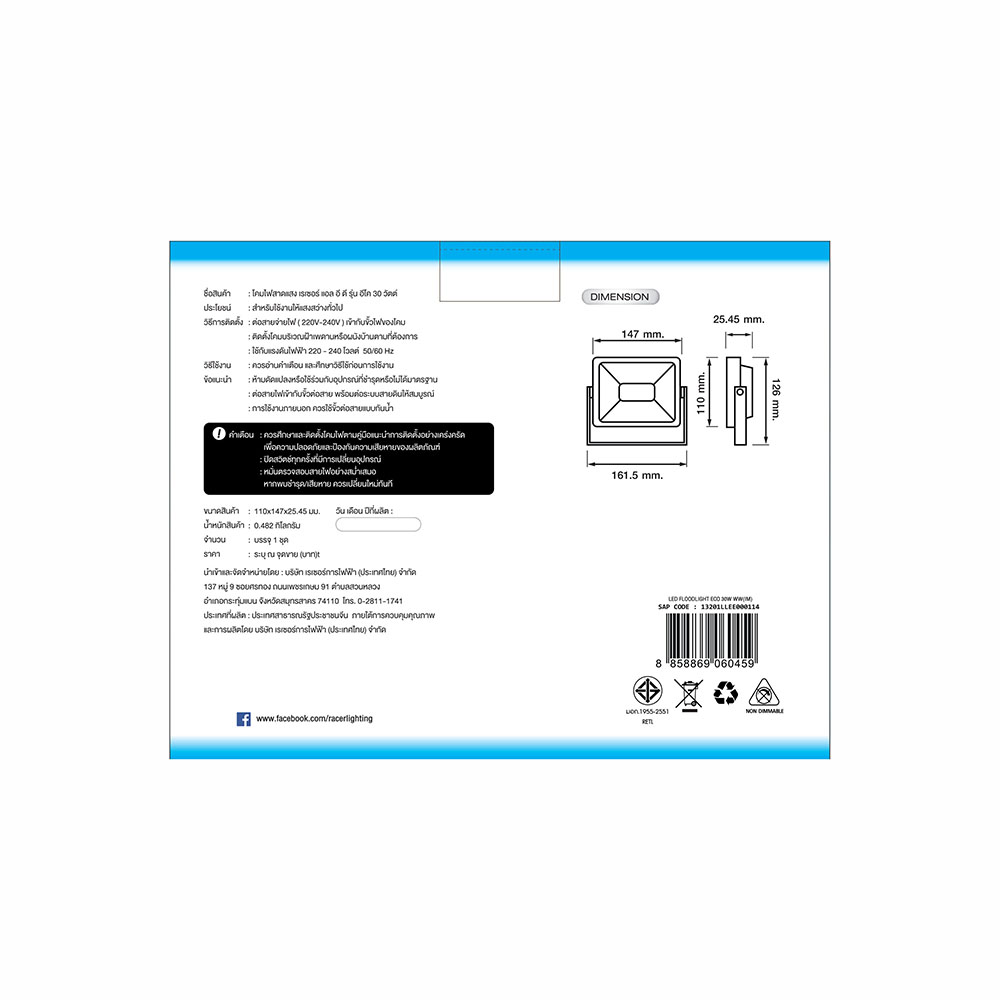 ชื่อสินค้า : โคมไฟสาดแสง เรเซอร์ แอล อี ดี รุ่น อีโค 30 วัตต์
ประโยชน์ : สำหรับใช้งานให้แสงสว่างทั่วไป
วิธีการติดตั้ง : ต่อสายจ่ายไฟ ( 220V-240V ) เข้ากับขั้วไฟของโคม
: ติดตั้งโคมบริเวณฝ้าเพดานหรือผนังบ้านตามที่ต้องการ
: ใช้กับแรงดันไฟฟ้า 220 - 240 โวลต์ 50/60 Hz
วิธีใช้งาน : ควรอ่านคำเตือน และศึกษาวิธีใช้ก่อนการใช้งาน
ข้อแนะนำ : ห้ามดัดแปลงหรือใช้ร่วมกับอุปกรณ์ที่ชำรุดหรือไม่ได้มาตรฐาน
: ต่อสายไฟเข้ากับขั้วต่อสาย พร้อมต่อระบบสายดินให้สมบูรณ์
: การใช้งานภายนอก ควรใช้ขั้วต่อสายแบบกันน้ำ
! คำเตือน : ควรศึกษาและติดตั้งโคมไฟตามคู่มือแนะนำการติดตั้งอย่างเคร่งครัด
เพื่อความปลอดภัยและป้องกันความเสียหายของผลิตภัณฑ์
: ปิดสวิตช์ทุกครั้งที่มีการเปลี่ยนอุปกรณ์
: หมั่นตรวจสอบสายไฟอย่างสม่ำเสมอ
หากพบชำรุด/เสียหาย ควรเปลี่ยนใหม่ทันที
ขนาดสินค้า : 110x147x25.45 มม. วัน เดือน ปีที่ผลิต :
น้ำหนักสินค้า : 0.482 กิโลกรัม
จำนวน : บรรจุ 1 ชุด
ราคา : ระบุ ณ จุดขาย (บาท)t
นำเข้าและจัดจำหน่ายโดย : บริษัท เรเซอร์การไฟฟ้า (ประเทศไทย) จำกัด
137 หมู่ 9 ซอยศรทอง ถนนเพชรเกษม 91 ตำบลสวนหลวง
อำเภอกระทุ่มแบน จังหวัดสมุทรสาคร 74110 โทร. 0-2811-1741
ประเทศที่ผลิต : ประเทศสาธารณรัฐประชาชนจีน ภายใต้การควบคุมคุณภาพ
และการผลิตโดย บริษัท เรเซอร์การไฟฟ้า (ประเทศไทย) จำกัด
f www.facebook.com/racerlighting
DIMENSION
25.45 mm.
147 mm.
110 mm.
126 mm.
161.5 mm.
LED FLOODLIGHT ECO 30W WW(IM)
SAP CODE : 13201LLEE000114
8 858869 060459
มอก.1955-2551
RETL
NON DIMMABLE